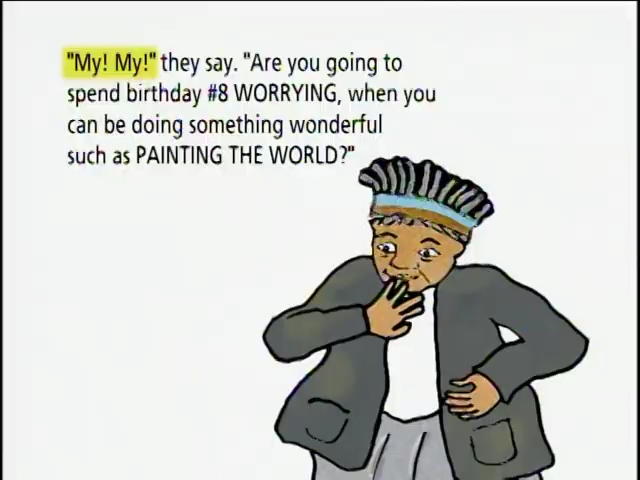 "My! My!" they say. "Are you going to
spend birthday #8 WORRYING, when you
can be doing something wonderful
such as PAINTING THE WORLD?"